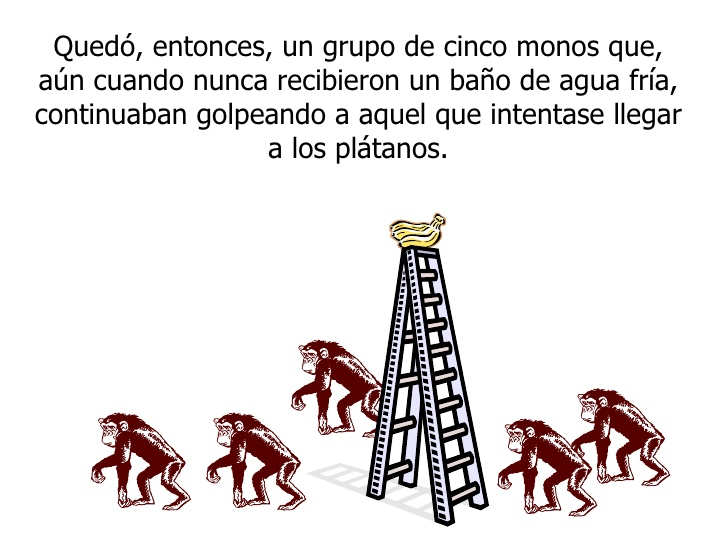 Quedó, entonces, un grupo de cinco monos que,
aún cuando nunca recibieron un baño de agua fría,
continuaban golpeando a aquel que intentase llegar
a los plátanos.